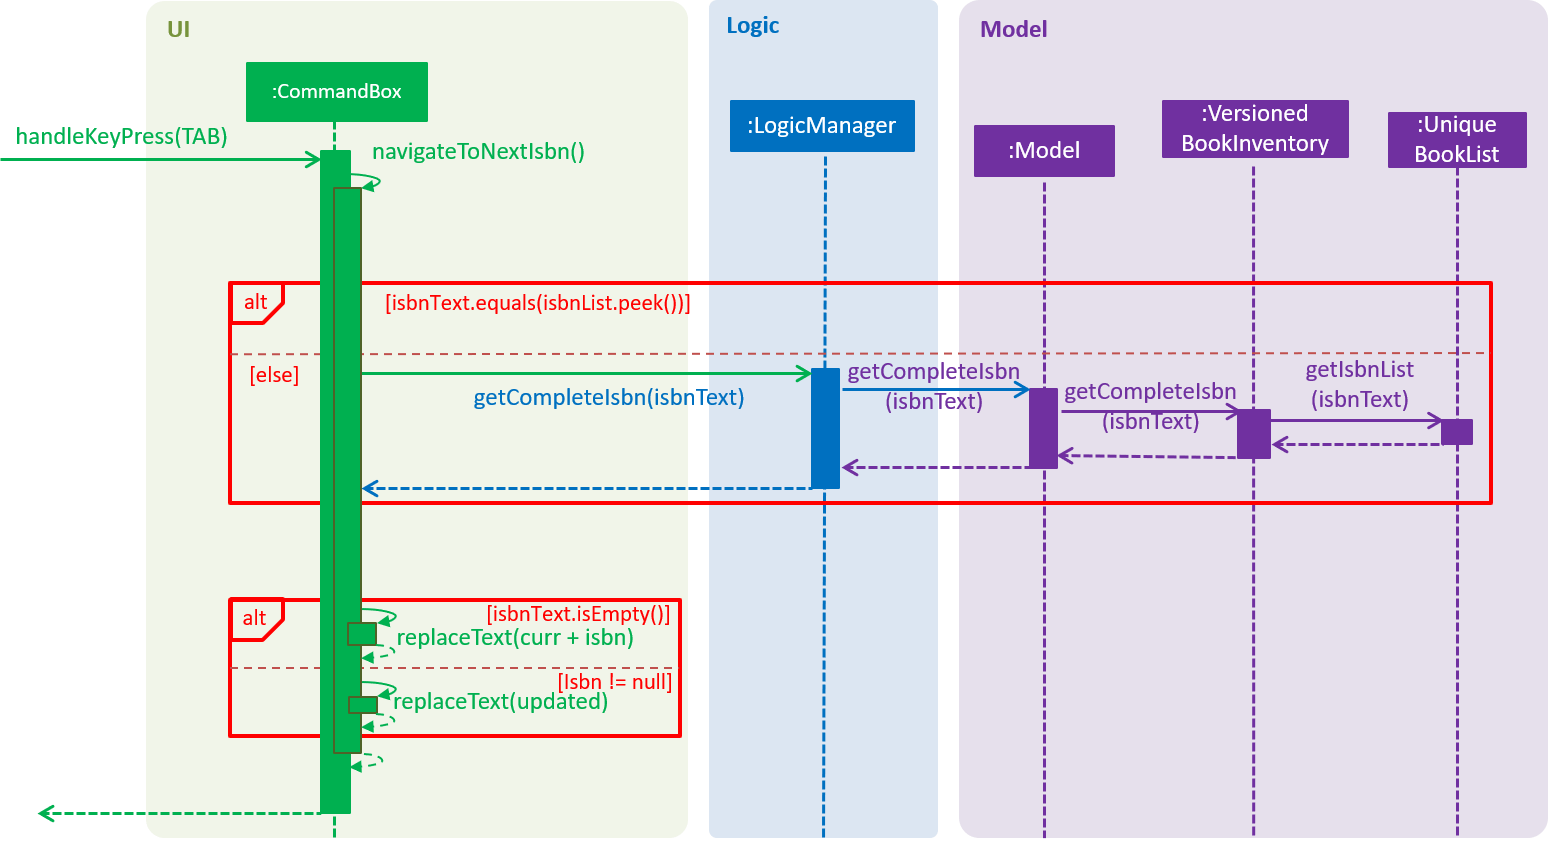 UI
Logic
Model
:CommandBox
:LogicManager
:Model
:Versioned
BookInventory
:Unique
BookList
handleKeyPress(TAB)
navigateToNextIsbn()
alt
[isbnText.equals(isbnList.peek())]
[else]
getCompleteIsbn(isbnText)
getCompleteIsbn
(isbnText)
getCompleteIsbn
(isbnText)
getIsbnList
(isbnText)
alt
[isbnText.isEmpty()]
replaceText(curr + isbn)
[Isbn != null]
replaceText(updated)